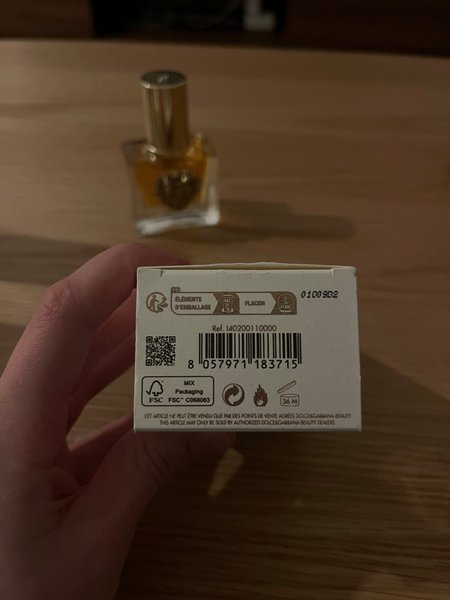 FR
ÉLÉMENTS
D'EMBALLAGE
FLACON
01009D2
Ref. I40200110000
8 057971 183715
FSC
MIX
Packaging
FSC™ C068063
36 M
CET ARTICLE NE PEUT ÊTRE VENDU QUE PAR DES POINTS DE VENTE AGRÉÉS DOLCE&GABBANA BEAUTY.
THIS ARTICLE MAY ONLY BE SOLD BY AUTHORIZED DOLCE&GABBANA BEAUTY DEALERS.